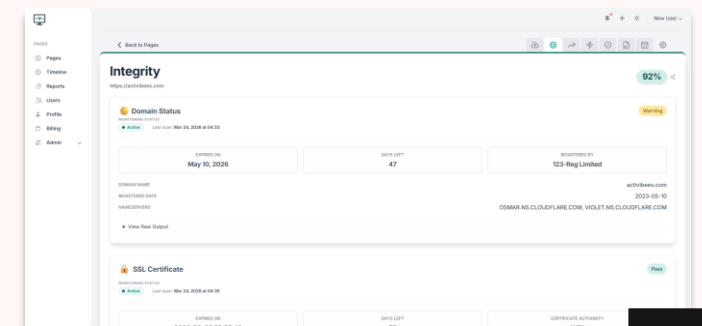 New User
PAGES
Back to Pages
Pages
Timeline
Reports
Users
Profile
Billing
Admin
Integrity
https://activibees.com
92%
Domain Status
Warning
MONITORING STATUS
Active
Last scan: Mar 24, 2026 at 04:33
EXPIRES ON
May 10, 2026
DAYS LEFT
47
REGISTERED BY
123-Reg Limited
DOMAIN NAME
activibees.com
REGISTERED DATE
2023-05-10
NAMESERVERS
OSMAR.NS.CLOUDFLARE.COM, VIOLET.NS.CLOUDFLARE.COM
View Raw Output
SSL Certificate
Pass
MONITORING STATUS
Active
Last scan: Mar 24, 2026 at 04:36
EXPIRES ON
DAYS LEFT
CERTIFICATE AUTHORITY